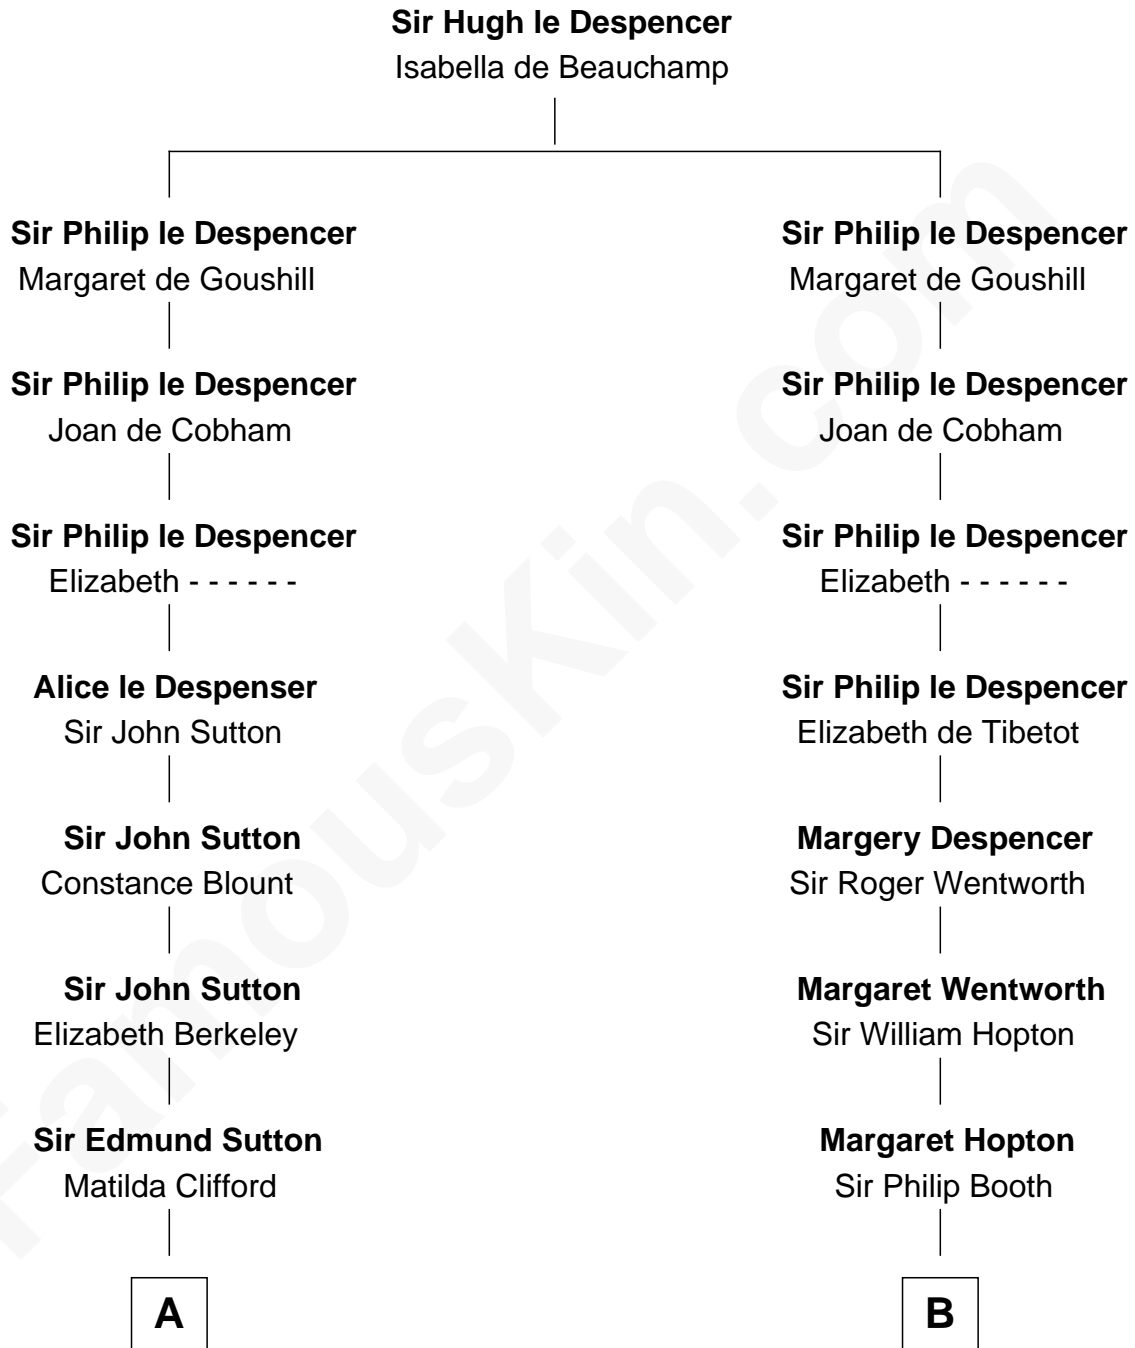 Sir Hugh le Despencer
Isabella de Beauchamp
Sir Philip le Despencer
Margaret de Goushill
Sir Philip le Despencer
Margaret de Goushill
Sir Philip le Despencer
Joan de Cobham
Sir Philip le Despencer
Joan de Cobham
Sir Philip le Despencer
Elizabeth - - - - - -
Sir Philip le Despencer
Elizabeth - - - - - -
Alice le Despenser
Sir John Sutton
Sir Philip le Despencer
Elizabeth de Tibetot
Sir John Sutton
Constance Blount
Margery Despencer
Sir Roger Wentworth
Sir John Sutton
Elizabeth Berkeley
Margaret Wentworth
Sir William Hopton
Sir Edmund Sutton
Matilda Clifford
Margaret Hopton
Sir Philip Booth
A
B
FamousKin.com